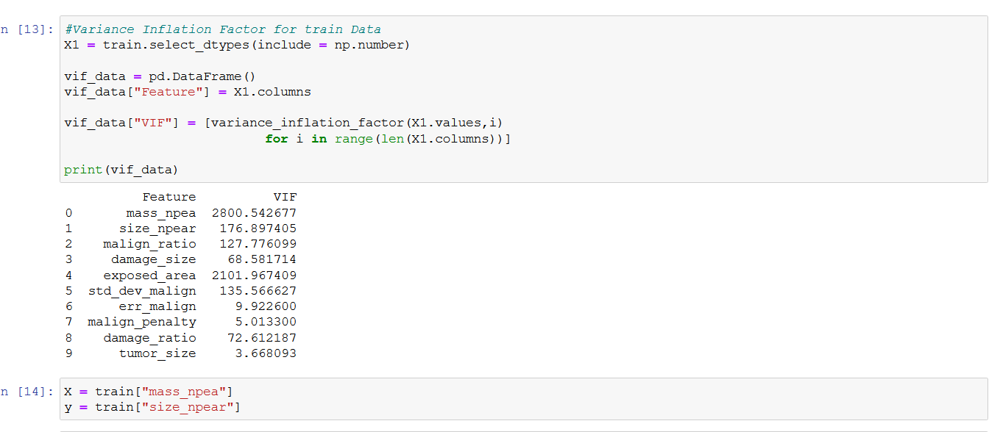 n [13]: #Variance Inflation Factor for train Data
X1 = train.select_dtypes(include = np.number)
vif_data = pd.DataFrame()
vif_data["Feature"] = X1.columns
vif_data["VIF"] = [variance_inflation_factor(X1.values,i)
for i in range(len(X1.columns))]
print(vif_data)
Feature VIF
0 mass_npea 2800.542677
1 size_npear 176.897405
2 malign_ratio 127.776099
3 damage_size 68.581714
4 exposed_area 2101.967409
5 std_dev_malign 135.566627
6 err_malign 9.922600
7 malign_penalty 5.013300
8 damage_ratio 72.612187
9 tumor_size 3.668093
n [14]: X = train["mass_npea"]
y = train["size_npear"]